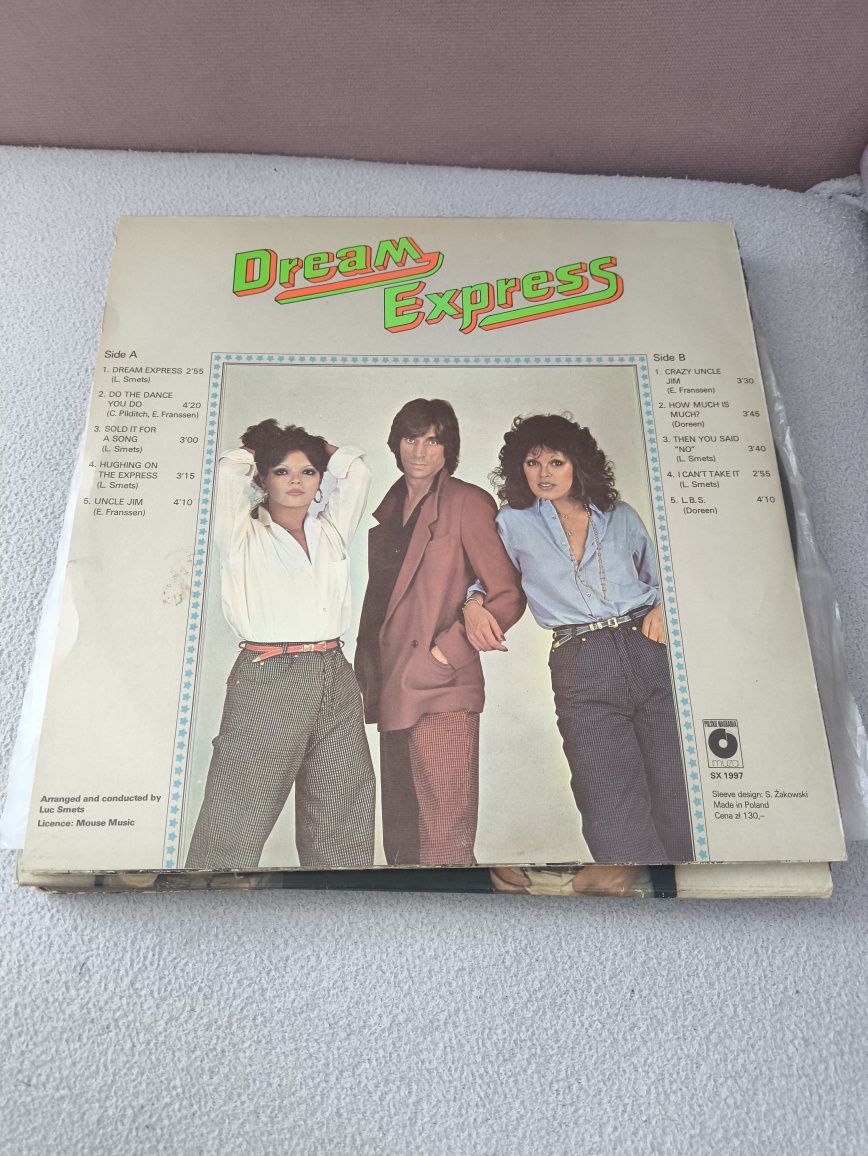 Dream
Express
Side A
1. DREAM EXPRESS 2'55
(L. Smets)
2. DO THE DANCE
YOU DO 4'20
(C. Pilditch, E. Franssen)
3. SOLD IT FOR
A SONG 3'00
(L. Smets)
4. HUGHING ON
THE EXPRESS 3'15
(L. Smets)
5. UNCLE JIM 4'10
(E. Franssen)
Side B
1. CRAZY UNCLE
JIM 3'30
(E. Franssen)
2. HOW MUCH IS
MUCH? 3'45
(Doreen)
3. THEN YOU SAID
"NO" 3'40
(L. Smets)
4. I CAN'T TAKE IT 2'55
(L. Smets)
5. L.B.S. 4'10
(Doreen)
Arranged and conducted by
Luc Smets
Licence: Mouse Music
POLSKIE NAGRANIA
muza
SX 1997
Sleeve design: S. Żakowski
Made in Poland
Cena zł 130,–